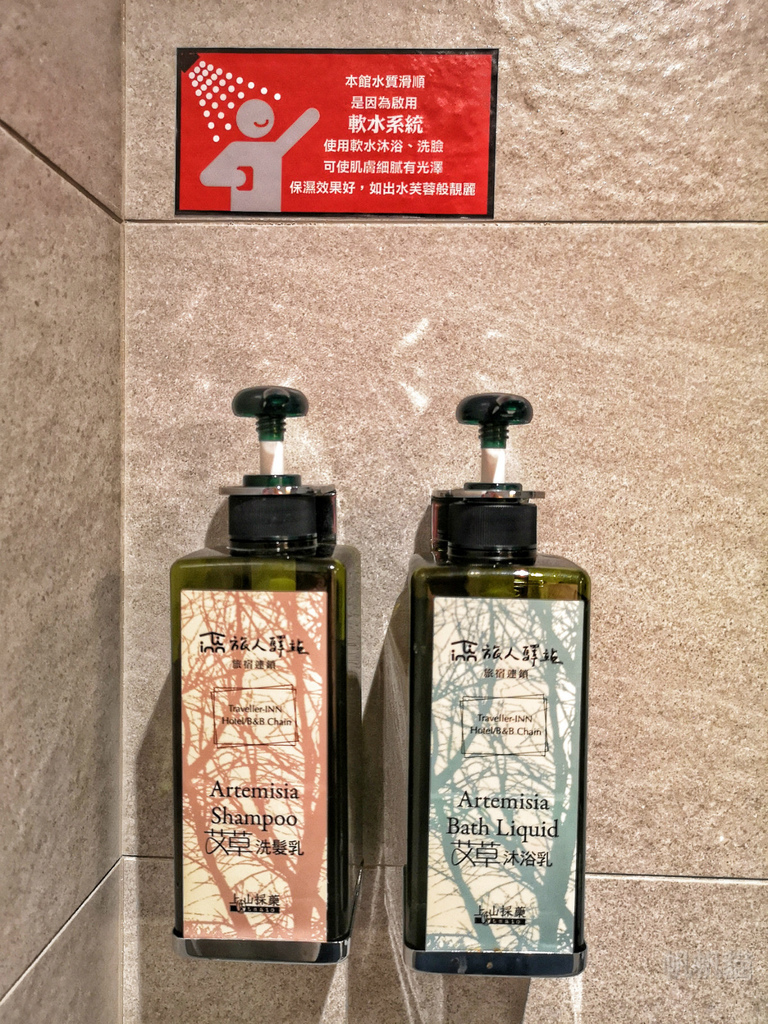 本館水質滑順
是因為啟用
軟水系統
使用軟水沐浴、洗臉
可使肌膚細膩有光澤
保濕效果好，如出水芙蓉般靚麗
旅人驛站
旅宿連鎖
Traveller-INN
Hotel/B&B Chain
Artemisia
Shampoo
艾草 洗髮乳
上山採藥
旅人驛站
旅宿連鎖
Traveller-INN
Hotel/B&B Chain
Artemisia
Bath Liquid
艾草 沐浴乳
上山採藥